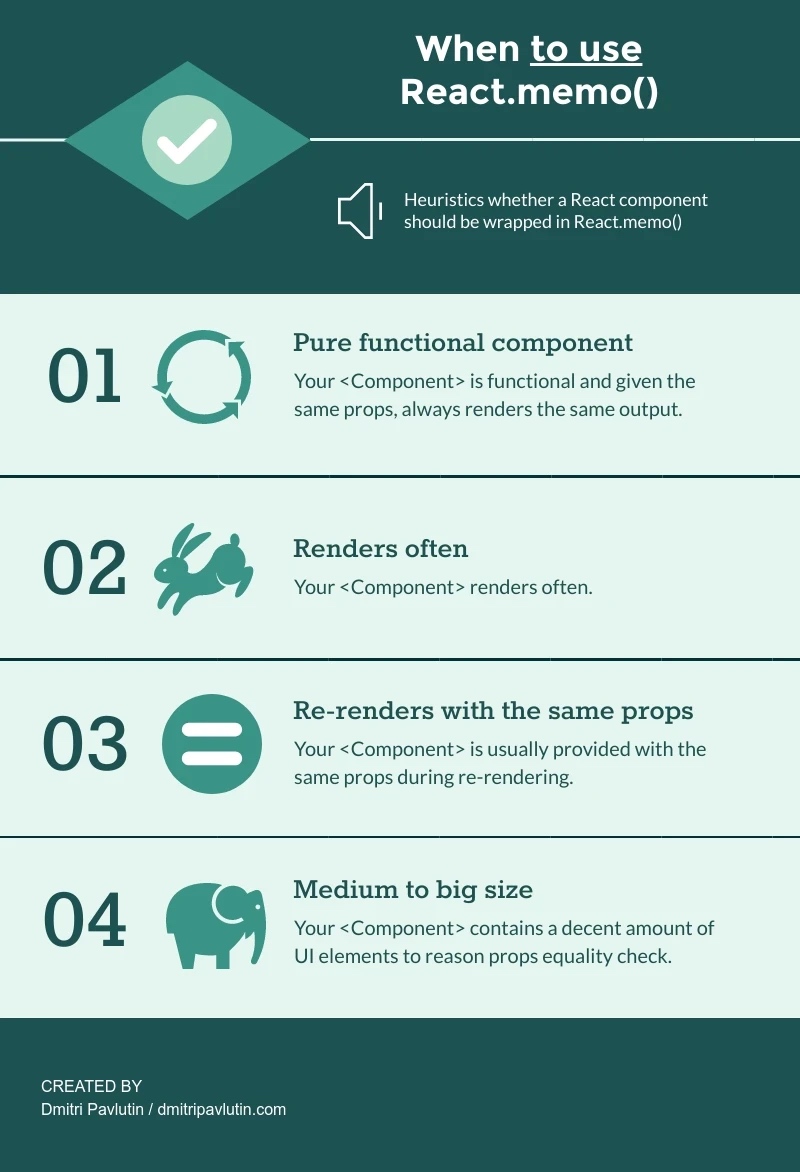 When to use
React.memo()
Heuristics whether a React component
should be wrapped in React.memo()
01
Pure functional component
Your <Component> is functional and given the
same props, always renders the same output.
02
Renders often
Your <Component> renders often.
03
Re-renders with the same props
Your <Component> is usually provided with the
same props during re-rendering.
04
Medium to big size
Your <Component> contains a decent amount of
UI elements to reason props equality check.
CREATED BY
Dmitri Pavlutin / dmitripavlutin.com